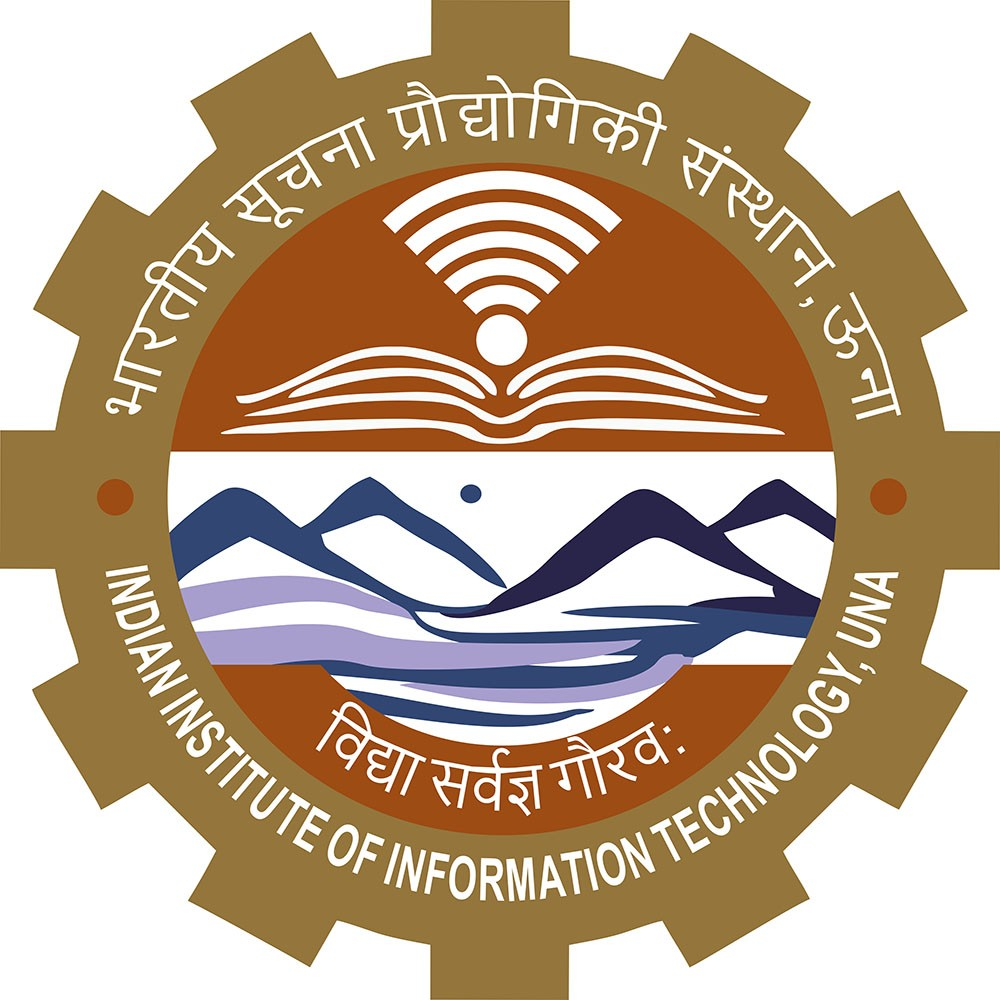 भारतीय सूचना प्रौद्योगिकी संस्थान, ऊना
विद्या सर्वज्ञ गौरव:
INDIAN INSTITUTE OF INFORMATION TECHNOLOGY, UNA